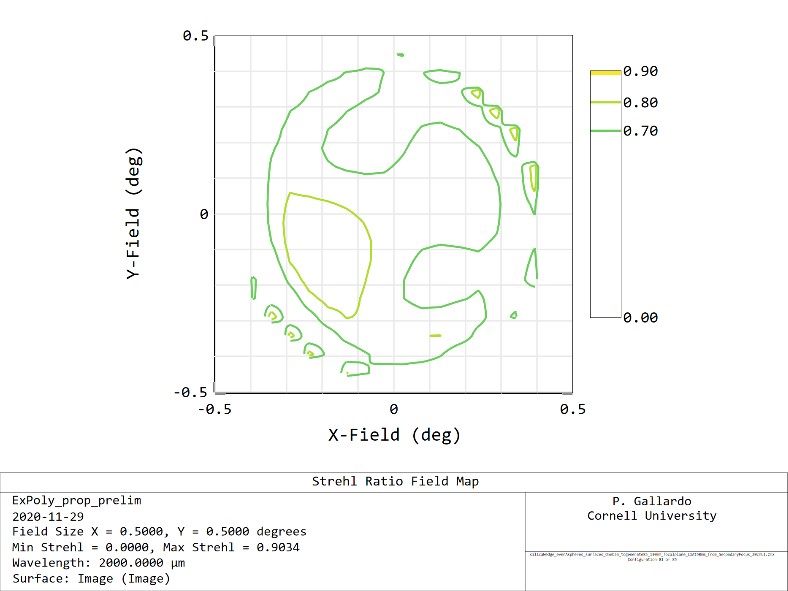 0.5
0
-0.5
-0.5
0
0.5
Y-Field (deg)
X-Field (deg)
0.90
0.80
0.70
0.00
Strehl Ratio Field Map
ExPoly_prop_prelim
2020-11-29
Field Size X = 0.5000, Y = 0.5000 degrees
Min Strehl = 0.0000, Max Strehl = 0.9034
Wavelength: 2000.0000 µm
Surface: Image (Image)
P. Gallardo
Cornell University